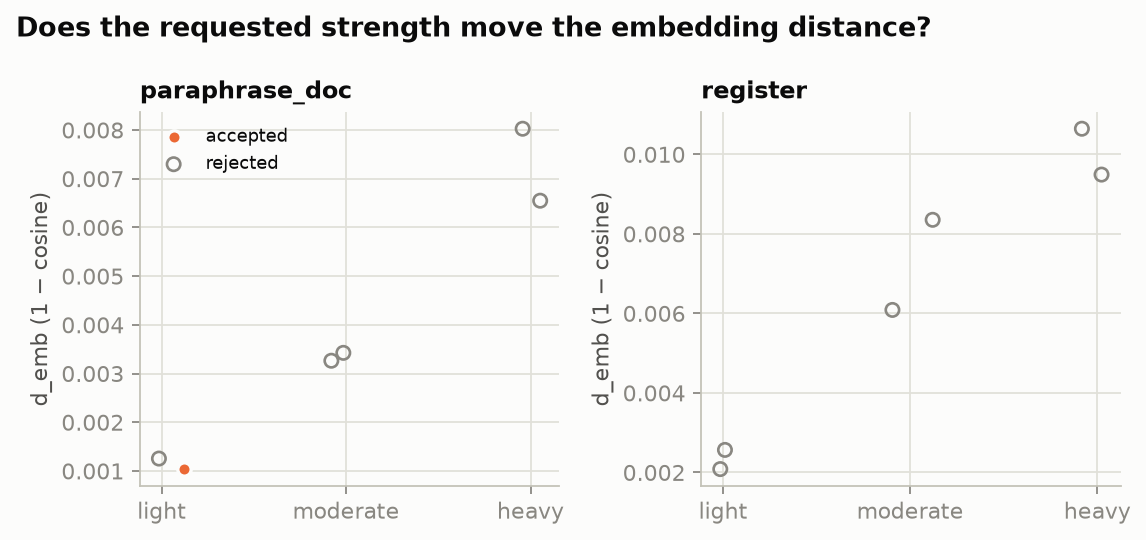 Does the requested strength move the embedding distance?
paraphrase_doc
d_emb (1 − cosine)
0.008
0.007
0.006
0.005
0.004
0.003
0.002
0.001
accepted
rejected
light
moderate
heavy
register
d_emb (1 − cosine)
0.010
0.008
0.006
0.004
0.002
light
moderate
heavy